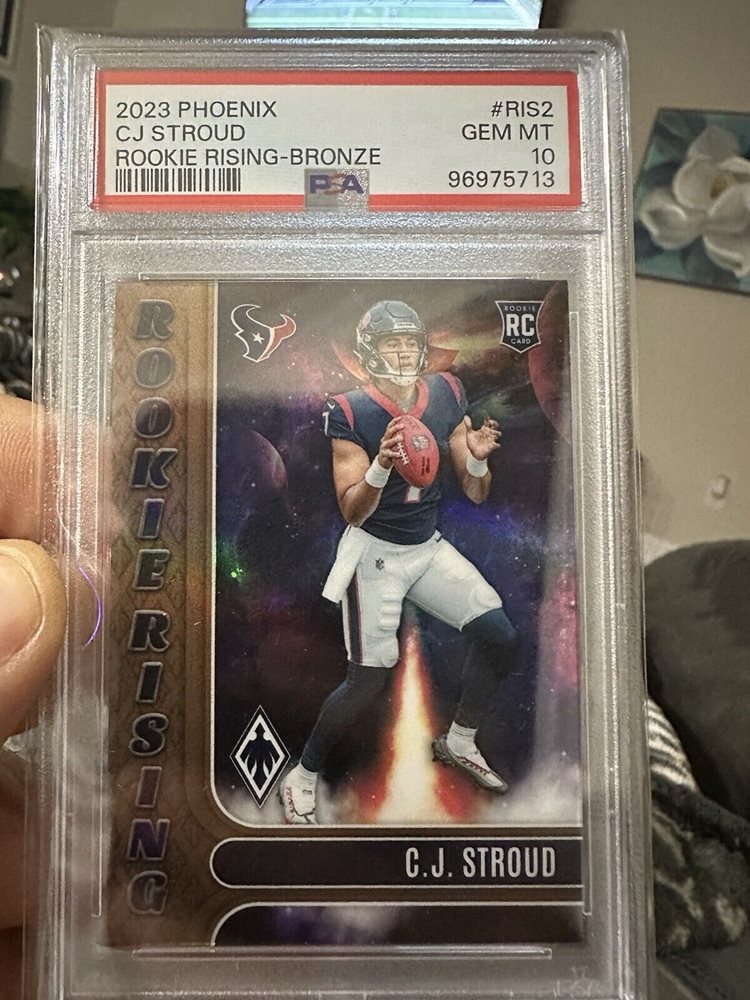 2023 PHOENIX #RIS2
CJ STROUD GEM MT
ROOKIE RISING-BRONZE 10
PSA 96975713
ROOKIE RISING
ROOKIE
RC
CARD
7
C.J. STROUD